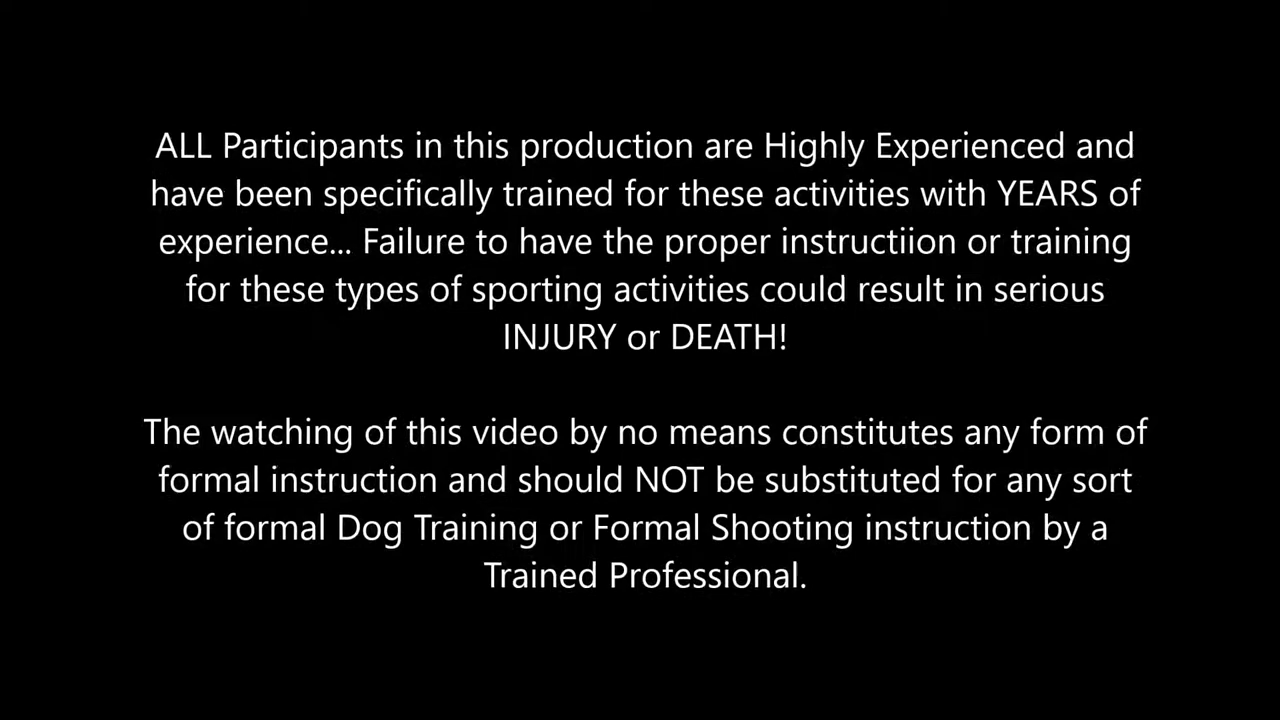 ALL Participants in this production are Highly Experienced and
have been specifically trained for these activities with YEARS of
experience... Failure to have the proper instructiion or training
for these types of sporting activities could result in serious
INJURY or DEATH!
The watching of this video by no means constitutes any form of
formal instruction and should NOT be substituted for any sort
of formal Dog Training or Formal Shooting instruction by a
Trained Professional.